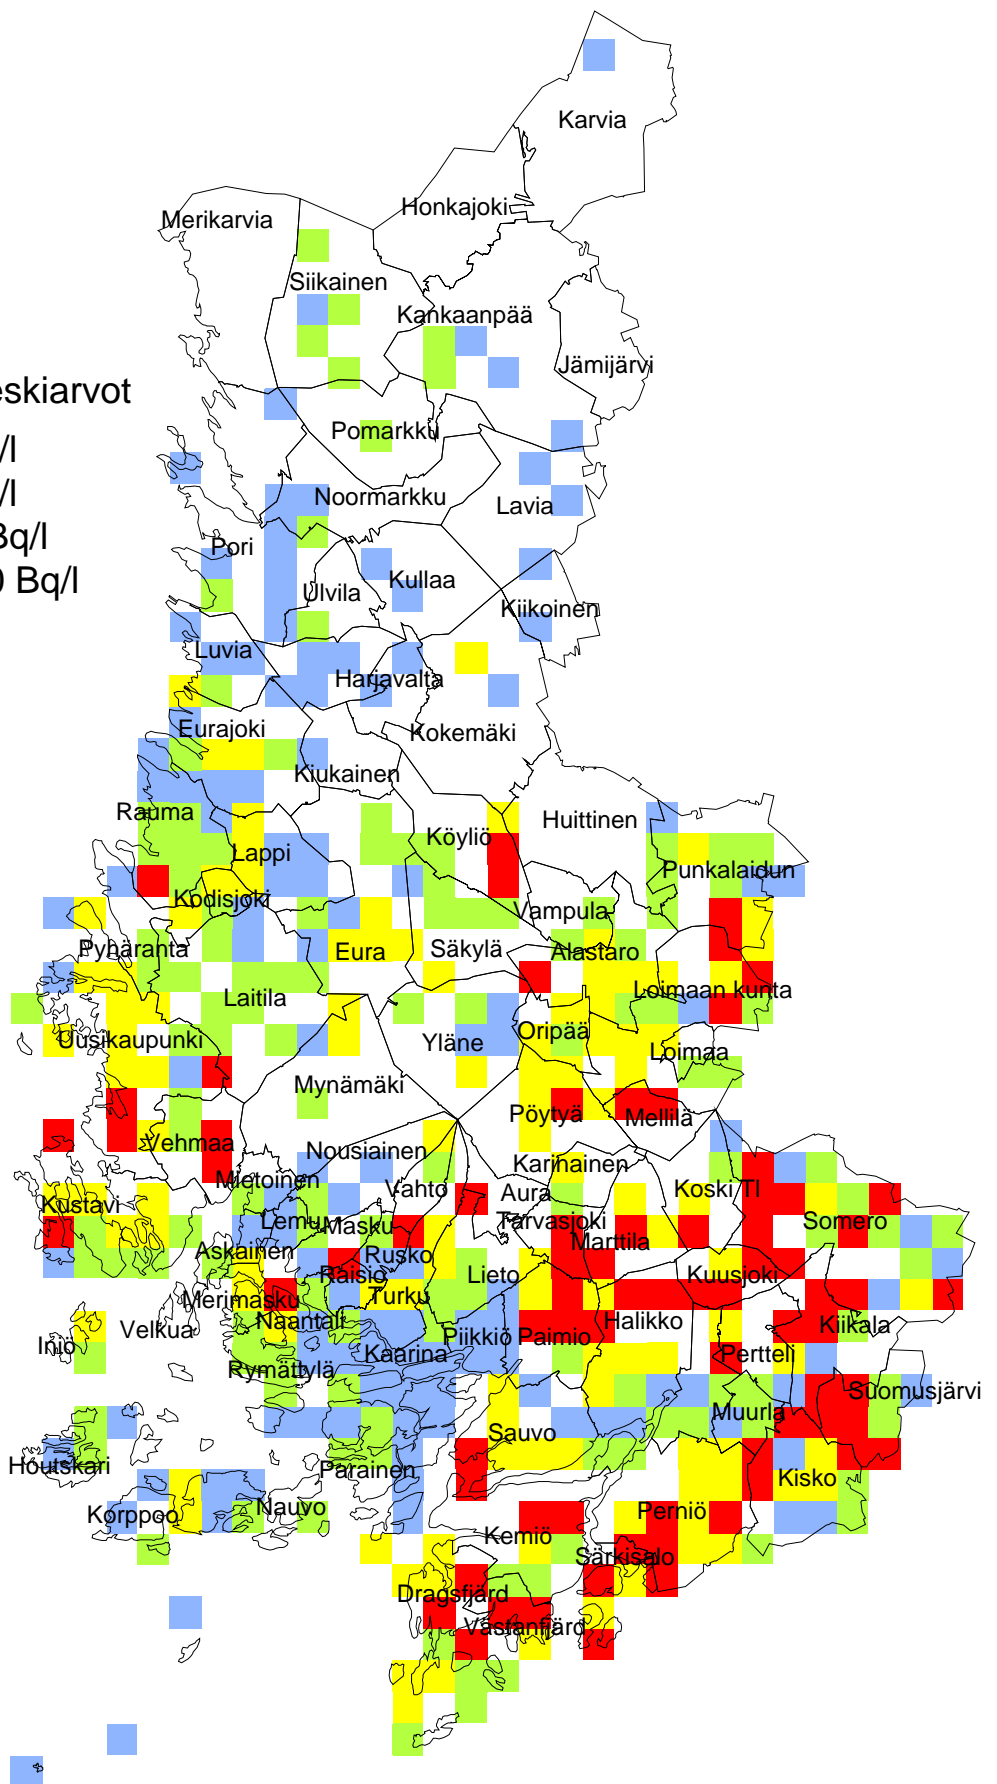 Karvia
Honkajoki
Merikarvia
Siikainen
Kankaanpää
Jämijärvi
eskiarvot
Pomarkku
/l
/l
Noormarkku
Lavia
Bq/l
Pori
0 Bq/l
Ulvila
Kullaa
Kiikoinen
Luvia
Harjavalta
Eurajoki
Kokemäki
Kiukainen
Rauma
Huittinen
Köyliö
Lappi
Punkalaidun
Kodisjoki
Vampula
Pyhäranta
Eura
Säkylä
Alastaro
Laitila
Loimaan kunta
Uusikaupunki
Yläne
Oripää
Loimaa
Mynämäki
Pöytyä
Mellilä
Vehmaa
Nousiainen
Karinainen
Mietoinen
Vahto
Aura
Koski Tl
Kustavi
Lemu
Masku
Tarvasjoki
Somero
Askainen
Rusko
Marttila
Raisio
Lieto
Kuusjoki
Merimasku
Turku
Naantali
Velkua
Piikkiö
Paimio
Halikko
Kiikala
Iniö
Kaarina
Pertteli
Rymättylä
Suomusjärvi
Muurla
Sauvo
Houtskari
Parainen
Kisko
Korppoo
Nauvo
Perniö
Kemiö
Särkisalo
Dragsfjärd
Västanfjärd